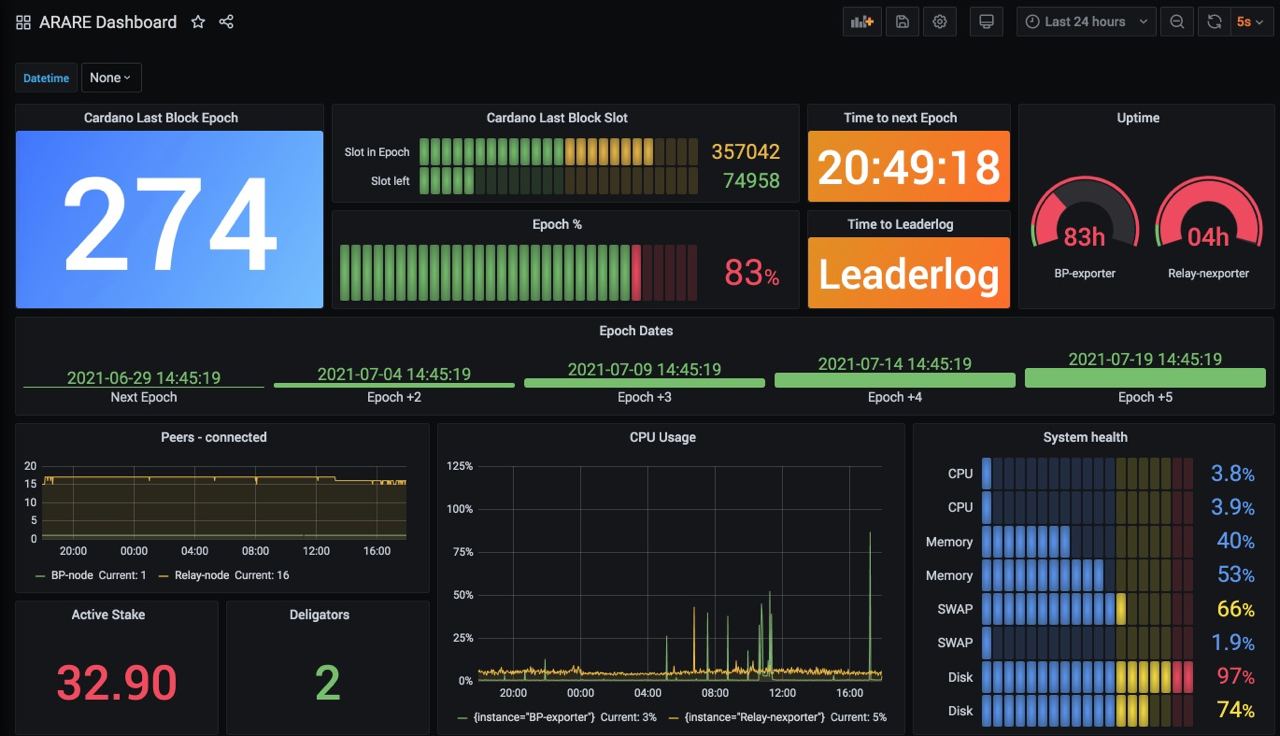 ARARE Dashboard
Last 24 hours
5s
Datetime None
Cardano Last Block Epoch
274
Cardano Last Block Slot
Slot in Epoch 357042
Slot left 74958
Epoch %
83%
Time to next Epoch
20:49:18
Time to Leaderlog
Leaderlog
Uptime
83h
BP-exporter
04h
Relay-nexporter
Epoch Dates
2021-06-29 14:45:19
Next Epoch
2021-07-04 14:45:19
Epoch +2
2021-07-09 14:45:19
Epoch +3
2021-07-14 14:45:19
Epoch +4
2021-07-19 14:45:19
Epoch +5
Peers - connected
20
15
10
5
0
20:00 00:00 04:00 08:00 12:00 16:00
BP-node Current: 1 Relay-node Current: 16
Active Stake
32.90
Deligators
2
CPU Usage
125%
100%
75%
50%
25%
0%
20:00 00:00 04:00 08:00 12:00 16:00
{instance="BP-exporter"} Current: 3% {instance="Relay-nexporter"} Current: 5%
System health
CPU 3.8%
CPU 3.9%
Memory 40%
Memory 53%
SWAP 66%
SWAP 1.9%
Disk 97%
Disk 74%